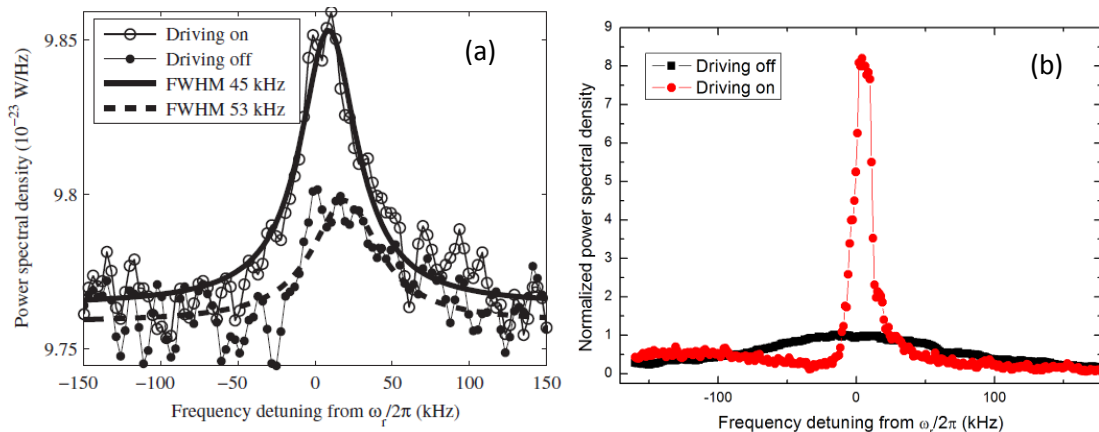 (a)
Driving on
Driving off
FWHM 45 kHz
FWHM 53 kHz
Power spectral density (10⁻²³ W/Hz)
9.85
9.8
9.75
−150 −100 −50 0 50 100 150
Frequency detuning from ωr/2π (kHz)
(b)
Driving off
Driving on
Normalized power spectral density
9
8
7
6
5
4
3
2
1
0
-100 0 100
Frequency detuning from ωr/2π (kHz)